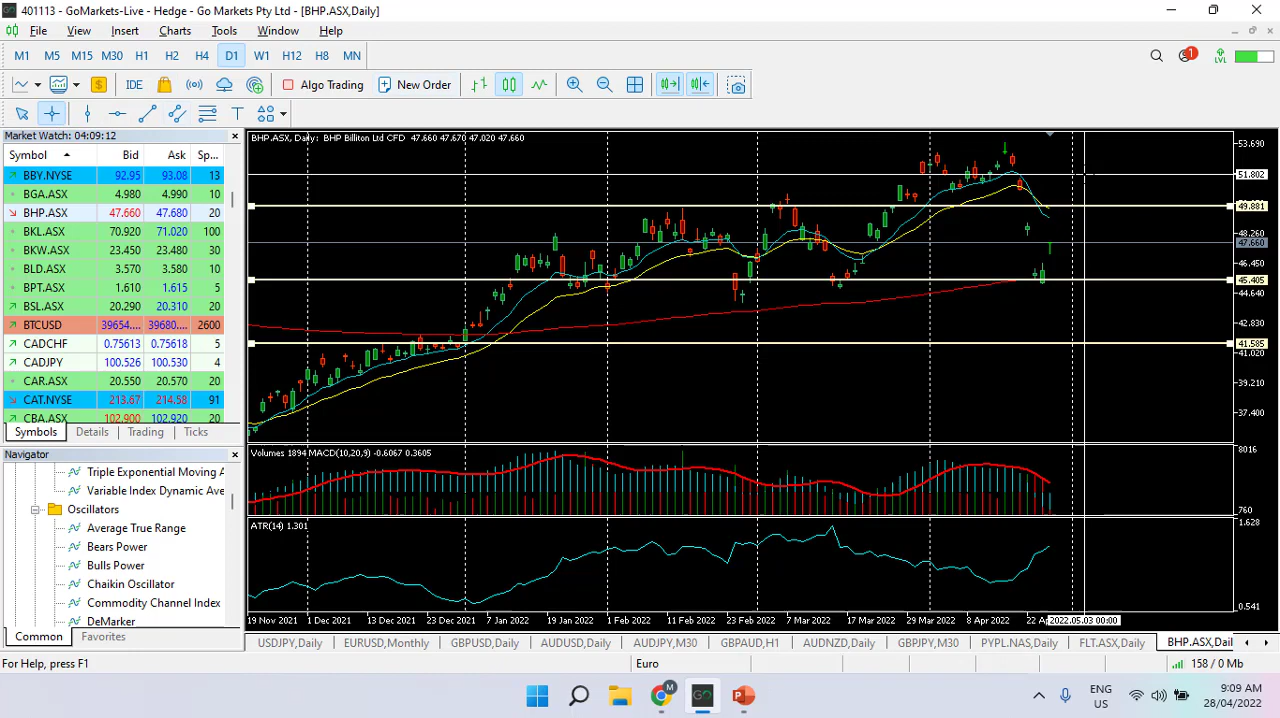 401113 - GoMarkets-Live - Hedge - Go Markets Pty Ltd - [BHP.ASX,Daily]
File View Insert Charts Tools Window Help
M1 M5 M15 M30 H1 H2 H4 D1 W1 H12 H8 MN
1 LVL
IDE Algo Trading New Order
Market Watch: 04:09:12
Symbol Bid Ask Sp...
BBY.NYSE 92.95 93.08 13
BGA.ASX 4.980 4.990 10
BHP.ASX 47.660 47.680 20
BKL.ASX 70.920 71.020 100
BKW.ASX 23.450 23.480 30
BLD.ASX 3.570 3.580 10
BPT.ASX 1.610 1.615 5
BSL.ASX 20.290 20.310 20
BTCUSD 39654.... 39680.... 2600
CADCHF 0.75613 0.75618 5
CADJPY 100.526 100.530 4
CAR.ASX 20.550 20.570 20
CAT.NYSE 213.67 214.58 91
CBA.ASX 102.900 102.920 20
Symbols Details Trading Ticks
Navigator
Triple Exponential Moving A
Variable Index Dynamic Ave
Oscillators
Average True Range
Bears Power
Bulls Power
Chaikin Oscillator
Commodity Channel Index
DeMarker
Common Favorites
BHP.ASX, Daily: BHP Billiton Ltd CFD 47.660 47.670 47.020 47.660
53.690
51.802
49.881
48.260
47.660
46.450
45.405
44.640
42.830
41.585
41.020
39.210
37.400
Volumes 1894 MACD(10,20,9) -0.6067 0.3605
8016
760
ATR(14) 1.301
1.628
0.541
19 Nov 2021 1 Dec 2021 13 Dec 2021 23 Dec 2021 7 Jan 2022 19 Jan 2022 1 Feb 2022 11 Feb 2022 23 Feb 2022 7 Mar 2022 17 Mar 2022 29 Mar 2022 8 Apr 2022 22 Ap 2022.05.03 00:00
USDJPY,Daily EURUSD,Monthly GBPUSD,Daily AUDUSD,Daily AUDJPY,M30 GBPAUD,H1 AUDNZD,Daily GBPJPY,M30 PYPL.NAS,Daily FLT.ASX,Daily BHP.ASX,Dail
For Help, press F1 Euro 158 / 0 Mb
GO M P
ENG
US
9:09 AM
28/04/2022